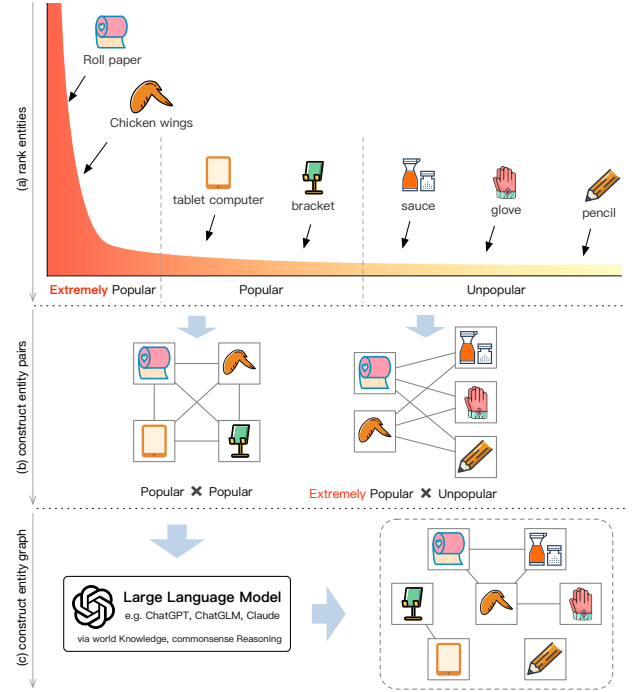 (a) rank entities
Roll paper
Chicken wings
tablet computer
bracket
sauce
glove
pencil
Extremely Popular
Popular
Unpopular
(b) construct entity pairs
Popular ✖ Popular
Extremely Popular ✖ Unpopular
(c) construct entity graph
Large Language Model
e.g. ChatGPT, ChatGLM, Claude
via world Knowledge, commonsense Reasoning